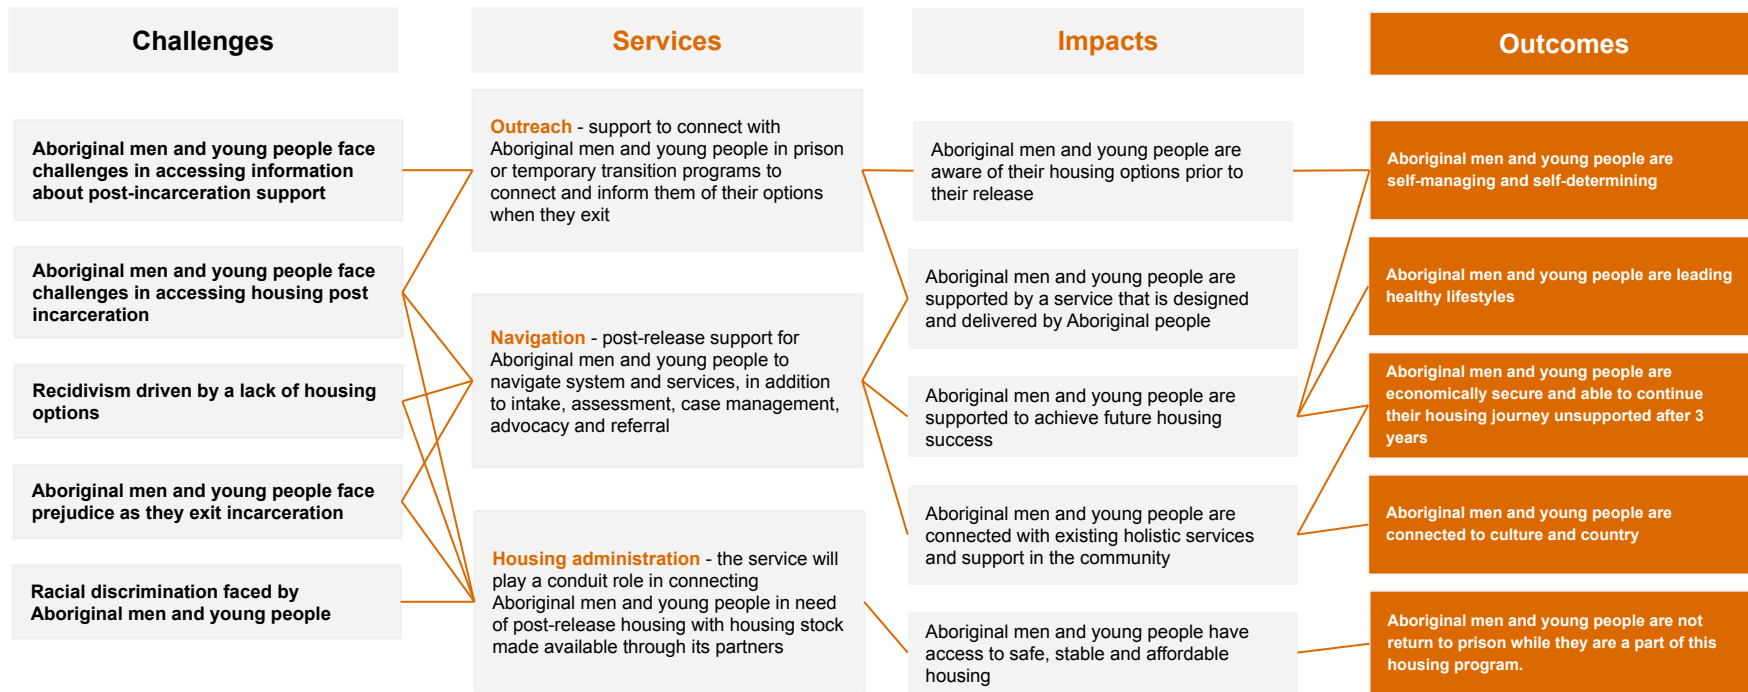 Challenges
Services
Impacts
Outcomes
Aboriginal men and young people face
challenges in accessing information
about post-incarceration support
Aboriginal men and young people face
challenges in accessing housing post
incarceration
Recidivism driven by a lack of housing
options
Aboriginal men and young people face
prejudice as they exit incarceration
Racial discrimination faced by
Aboriginal men and young people
Outreach - support to connect with
Aboriginal men and young people in prison
or temporary transition programs to
connect and inform them of their options
when they exit
Navigation - post-release support for
Aboriginal men and young people to
navigate system and services, in addition
to intake, assessment, case management,
advocacy and referral
Housing administration - the service will
play a conduit role in connecting
Aboriginal men and young people in need
of post-release housing with housing stock
made available through its partners
Aboriginal men and young people are
aware of their housing options prior to
their release
Aboriginal men and young people are
supported by a service that is designed
and delivered by Aboriginal people
Aboriginal men and young people are
supported to achieve future housing
success
Aboriginal men and young people are
connected with existing holistic services
and support in the community
Aboriginal men and young people have
access to safe, stable and affordable
housing
Aboriginal men and young people are
self-managing and self-determining
Aboriginal men and young people are leading
healthy lifestyles
Aboriginal men and young people are
economically secure and able to continue
their housing journey unsupported after 3
years
Aboriginal men and young people are
connected to culture and country
Aboriginal men and young people are not
return to prison while they are a part of this
housing program.